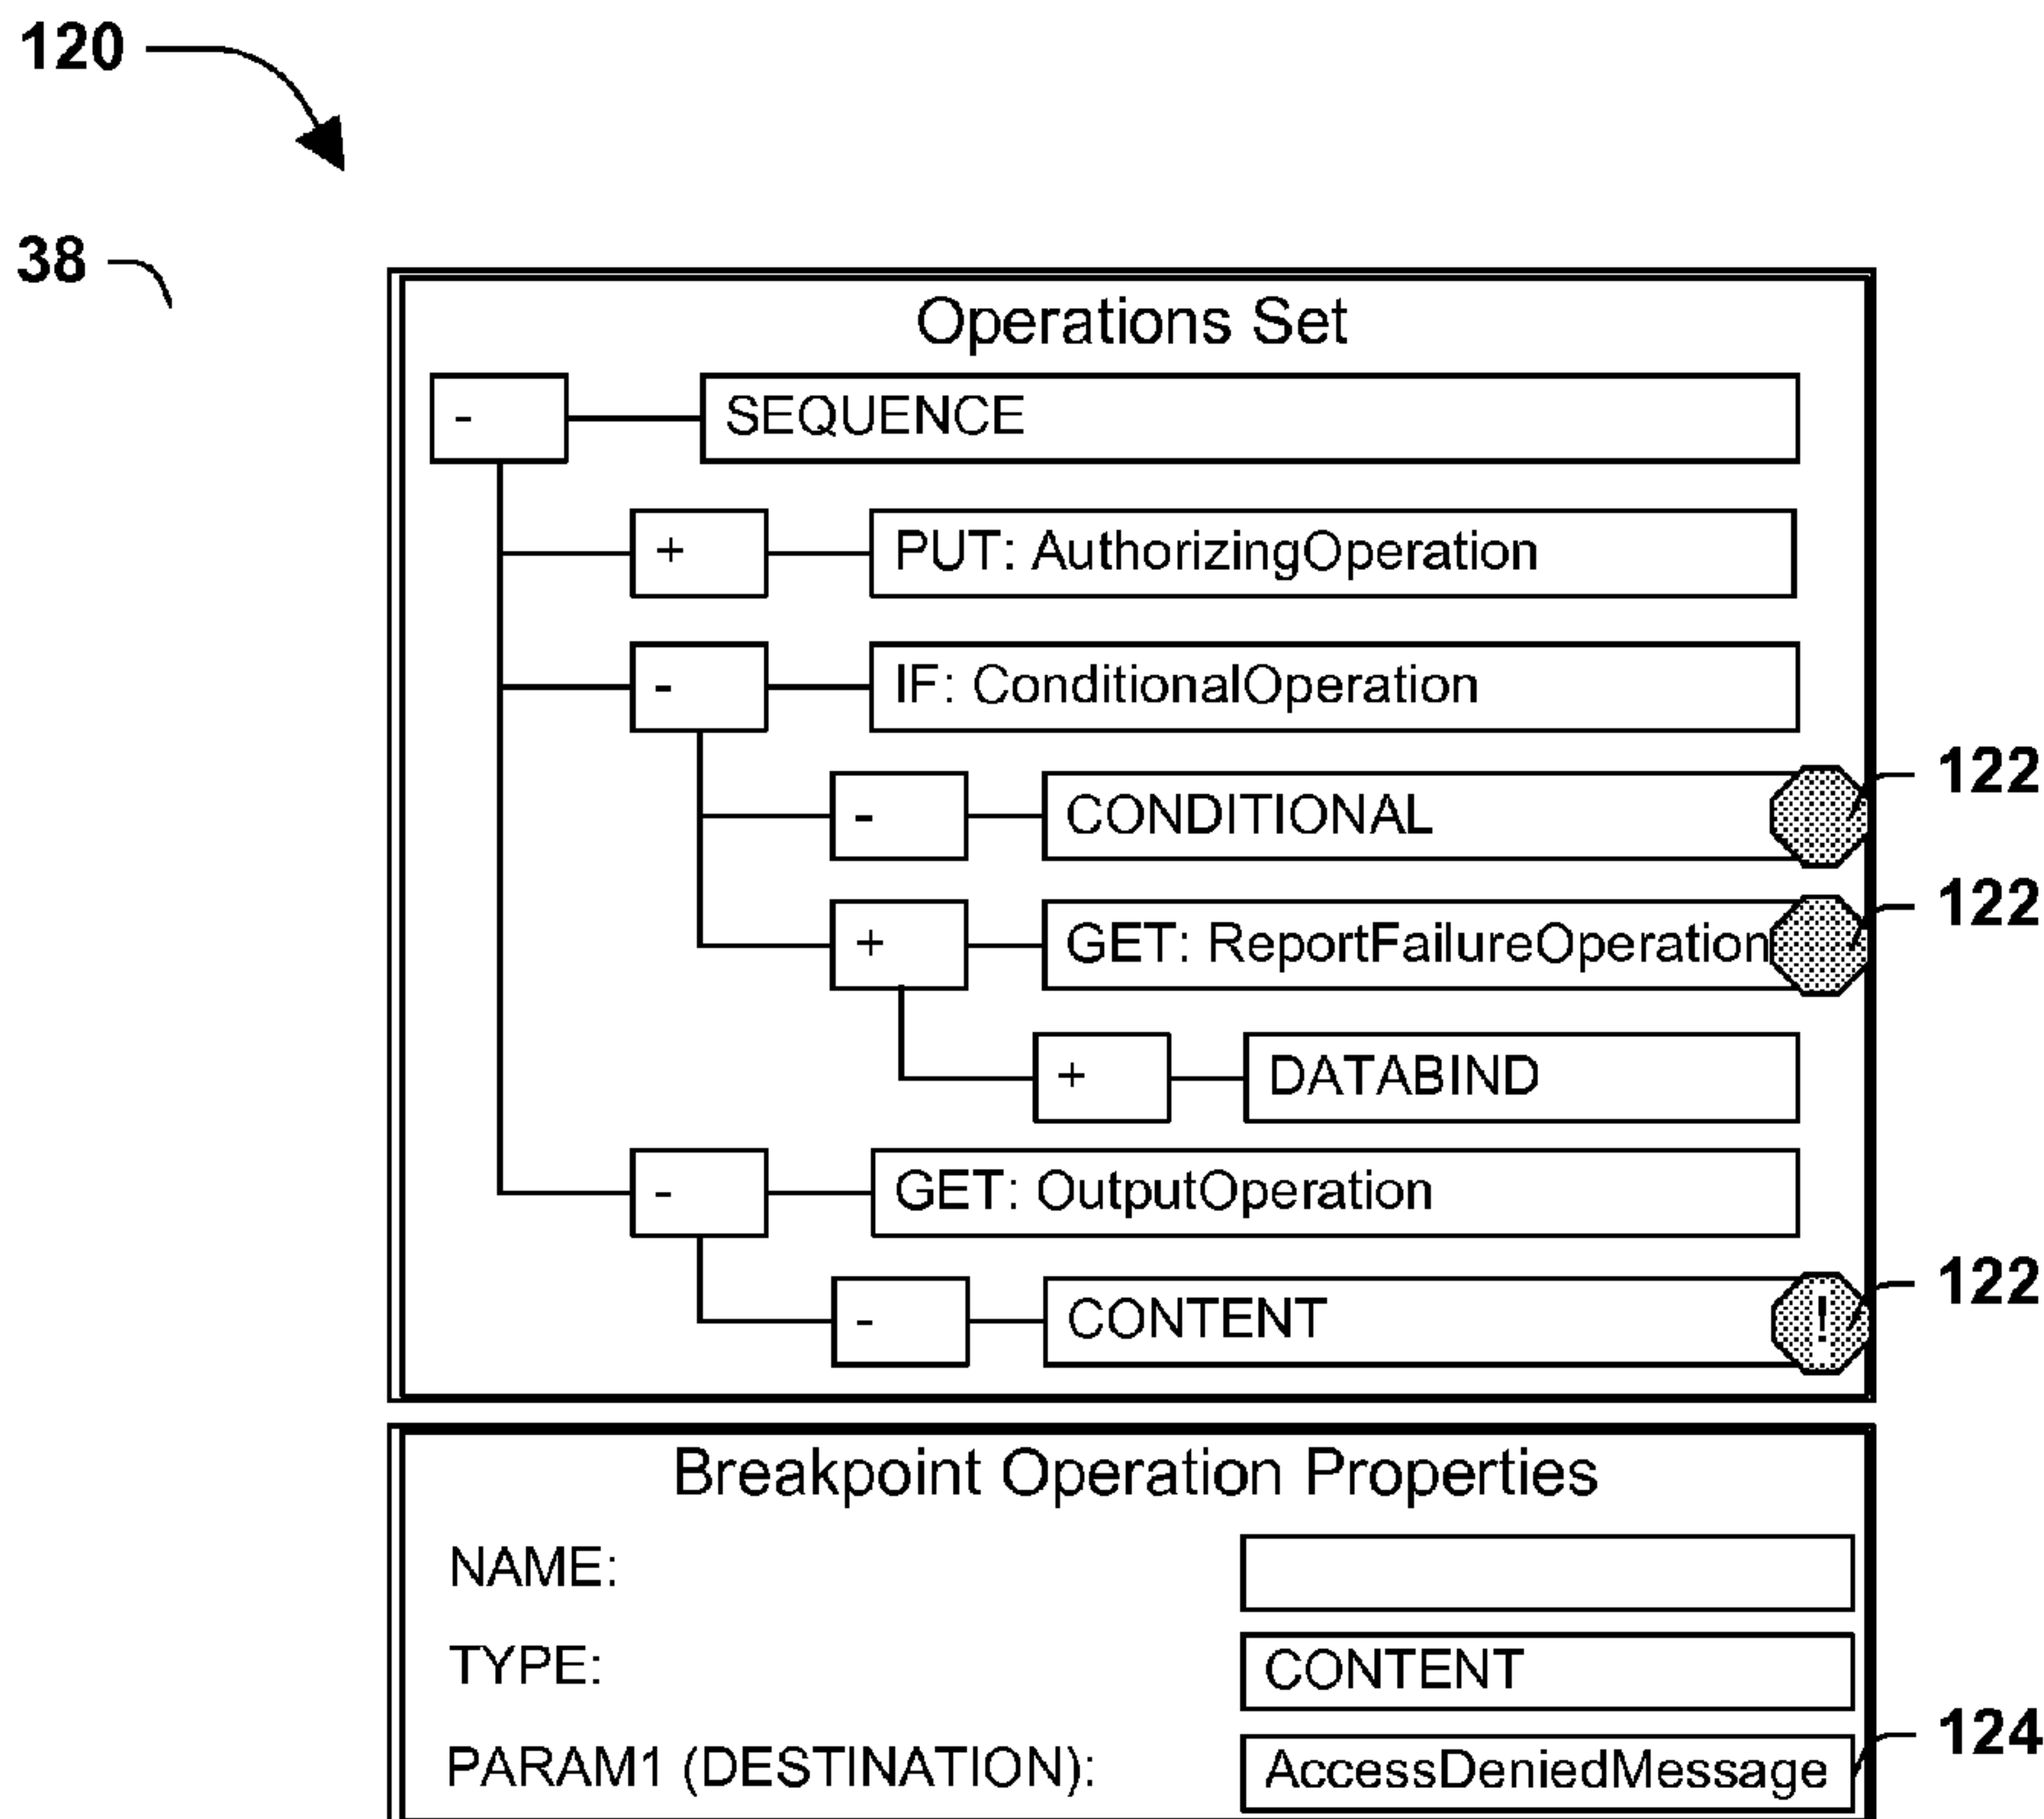 120
38
Operations Set
- SEQUENCE
+ PUT: AuthorizingOperation
- IF: ConditionalOperation
- CONDITIONAL 122
+ GET: ReportFailureOperation 122
+ DATABIND
- GET: OutputOperation
- CONTENT ! 122
Breakpoint Operation Properties
NAME:
TYPE: CONTENT
PARAM1 (DESTINATION): AccessDeniedMessage 124